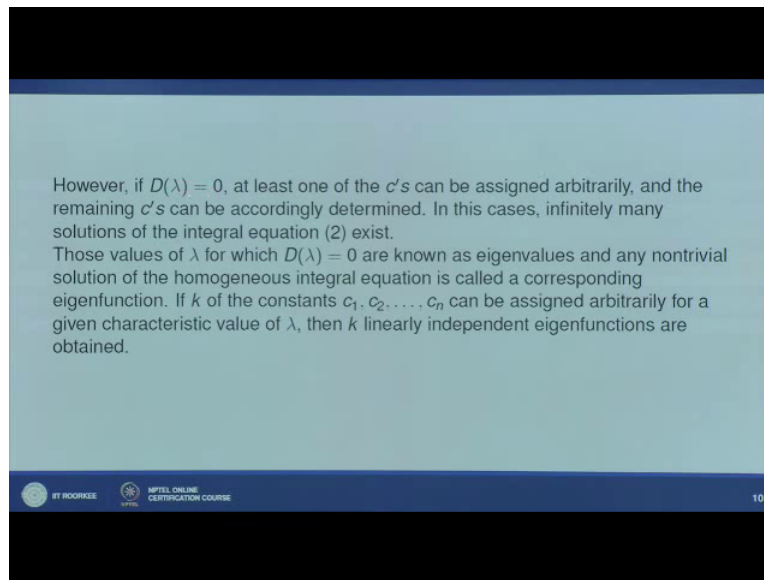 However, if D(λ) = 0, at least one of the c's can be assigned arbitrarily, and the
remaining c's can be accordingly determined. In this cases, infinitely many
solutions of the integral equation (2) exist.
Those values of λ for which D(λ) = 0 are known as eigenvalues and any nontrivial
solution of the homogeneous integral equation is called a corresponding
eigenfunction. If k of the constants c₁, c₂, . . . , cₙ can be assigned arbitrarily for a
given characteristic value of λ, then k linearly independent eigenfunctions are
obtained.
IIT ROORKEE
NPTEL ONLINE
CERTIFICATION COURSE
NPTEL
10